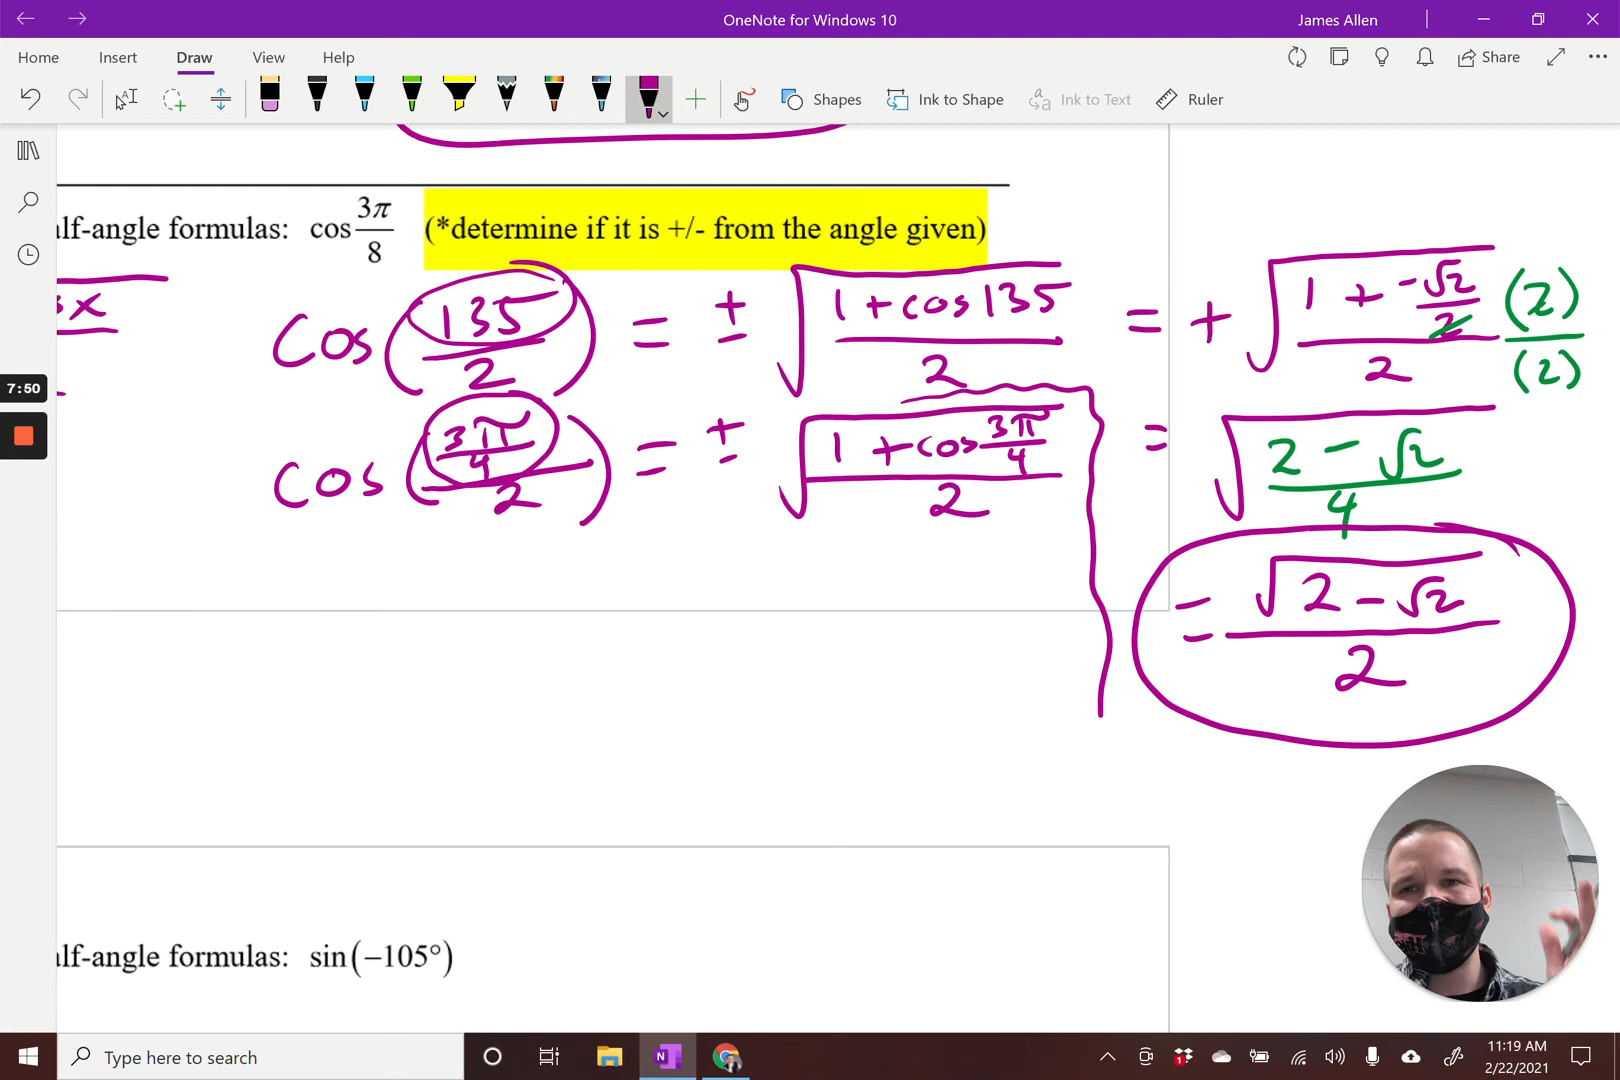 OneNote for Windows 10
James Allen
Home Insert Draw View Help
Share
Shapes Ink to Shape Ink to Text Ruler
lf-angle formulas: cos 3π/8 (*determine if it is +/- from the angle given)
cos(135/2) = ± √((1 + cos 135)/2) = + √((1 + -√2/2)/2) (2)/(2)
cos((3π/4)/2) = ± √((1 + cos 3π/4)/2) = √((2 - √2)/4)
= √(2 - √2)/2
7:50
lf-angle formulas: sin(−105°)
Type here to search
11:19 AM
2/22/2021